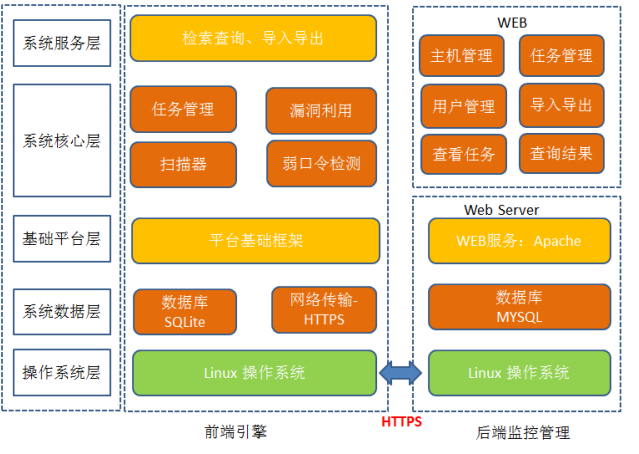 系统服务层
系统核心层
基础平台层
系统数据层
操作系统层
检索查询、导入导出
任务管理
漏洞利用
扫描器
弱口令检测
平台基础框架
数据库
SQLite
网络传输-
HTTPS
Linux 操作系统
前端引擎
HTTPS
WEB
主机管理
任务管理
用户管理
导入导出
查看任务
查询结果
Web Server
WEB服务：Apache
数据库
MYSQL
Linux 操作系统
后端监控管理